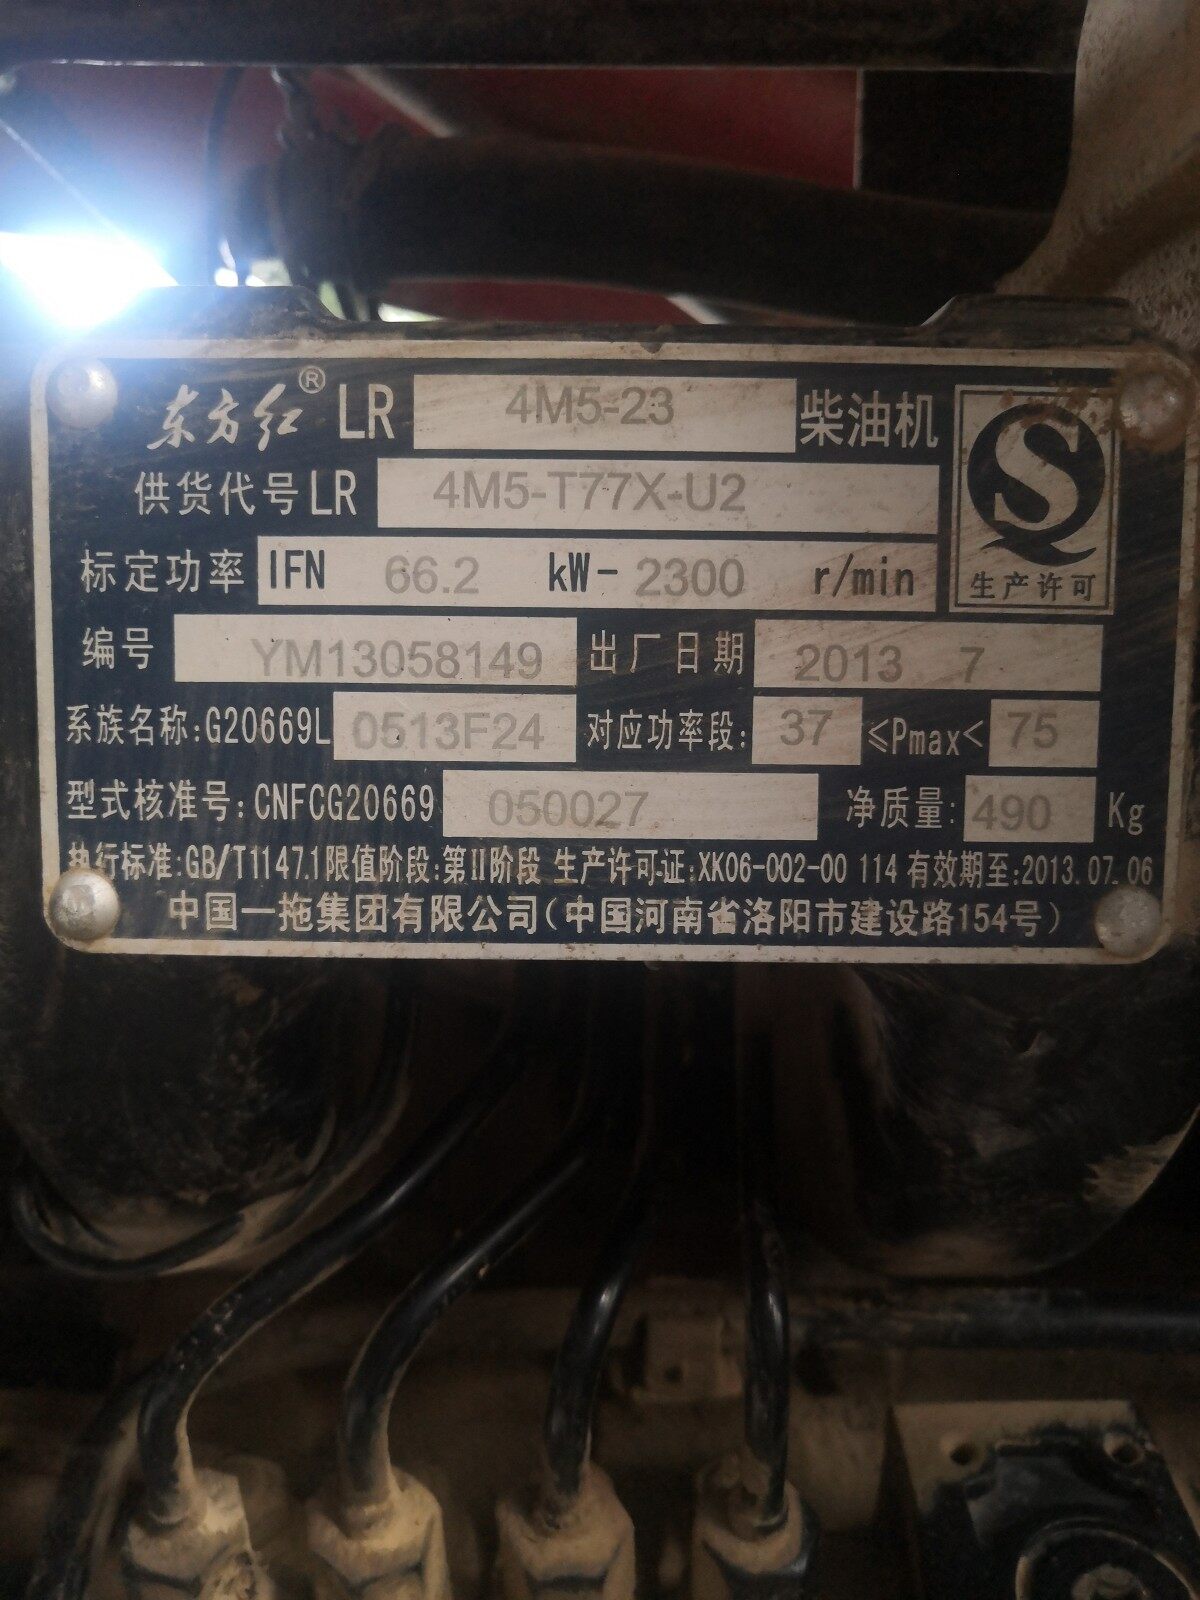 东方红® LR 4M5-23 柴油机
供货代号LR 4M5-T77X-U2
标定功率 IFN 66.2 kW- 2300 r/min
S
生产许可
编号 YM13058149 出厂日期 2013 7
系族名称:G20669L 0513F24 对应功率段: 37 ≤Pmax< 75
型式核准号:CNFCG20669 050027 净质量: 490 Kg
执行标准:GB/T1147.1限值阶段:第II阶段 生产许可证:XK06-002-00 114 有效期至:2013.07.06
中国一拖集团有限公司(中国河南省洛阳市建设路154号)